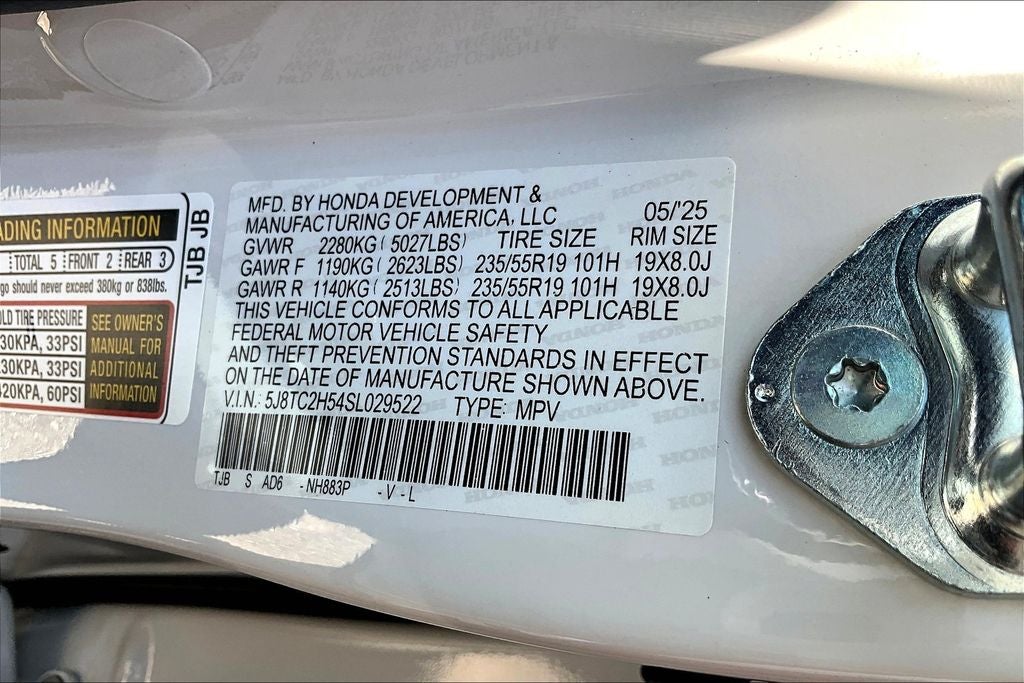 ADING INFORMATION
TOTAL 5 FRONT 2 REAR 3
go should never exceed 380kg or 838lbs.
OLD TIRE PRESSURE
30KPA, 33PSI
230KPA, 33PSI
420KPA, 60PSI
SEE OWNER'S
MANUAL FOR
ADDITIONAL
INFORMATION
TJB JB
MFD. BY HONDA DEVELOPMENT &
MANUFACTURING OF AMERICA, LLC 05/'25
GVWR 2280KG(5027LBS) TIRE SIZE RIM SIZE
GAWR F 1190KG(2623LBS) 235/55R19 101H 19X8.0J
GAWR R 1140KG(2513LBS) 235/55R19 101H 19X8.0J
THIS VEHICLE CONFORMS TO ALL APPLICABLE
FEDERAL MOTOR VEHICLE SAFETY
AND THEFT PREVENTION STANDARDS IN EFFECT
ON THE DATE OF MANUFACTURE SHOWN ABOVE.
V.I.N.: 5J8TC2H54SL029522 TYPE: MPV
TJB S AD6 -NH883P -V-L